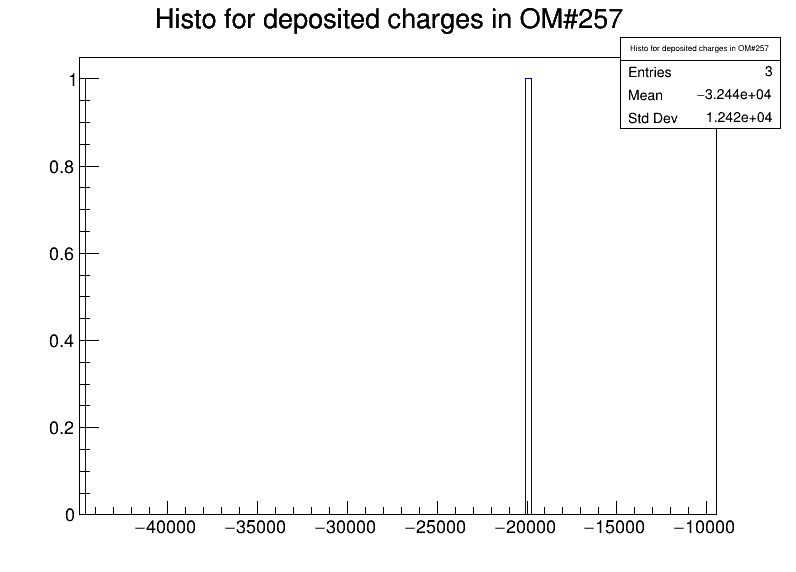 Histo for deposited charges in OM#257
Histo for deposited charges in OM#257
Entries 3
Mean −3.244e+04
Std Dev 1.242e+04
1
0.8
0.6
0.4
0.2
0
−40000 −35000 −30000 −25000 −20000 −15000 −10000